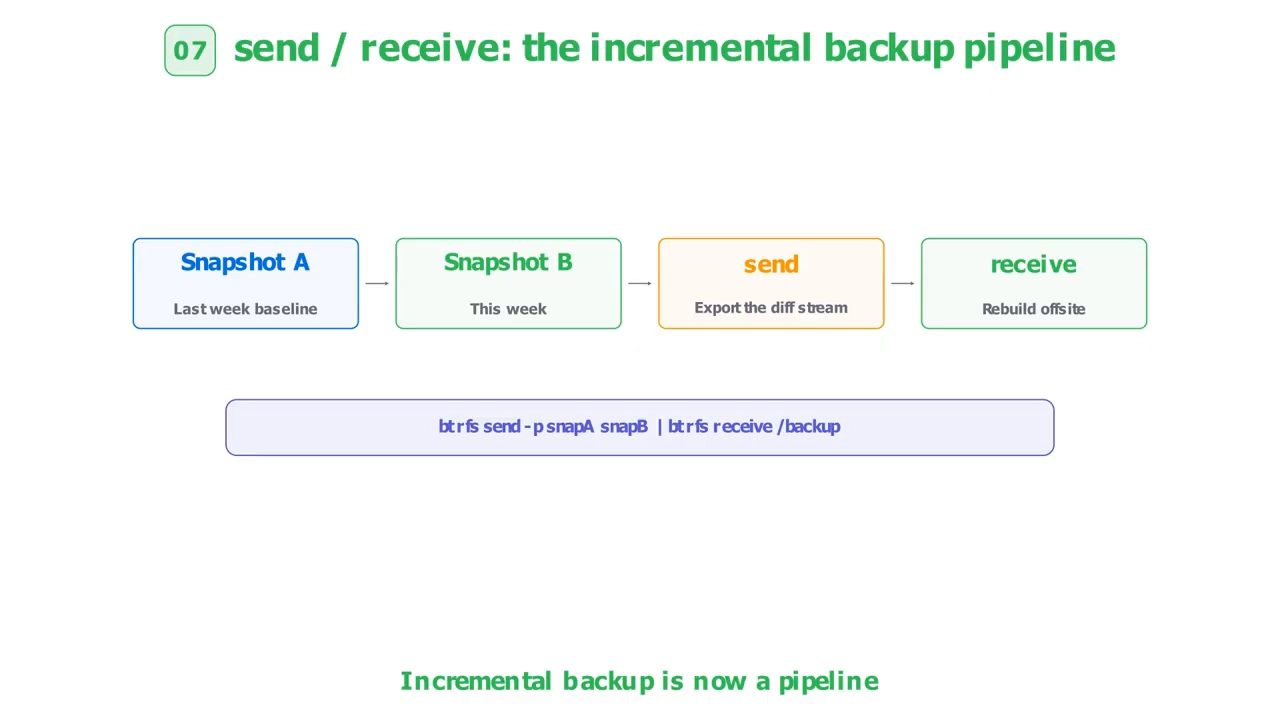 07 send / receive: the incremental backup pipeline
Snapshot A
Last week baseline
Snapshot B
This week
send
Export the diff stream
receive
Rebuild offsite
btrfs send -p snapA snapB | btrfs receive /backup
Incremental backup is now a pipeline